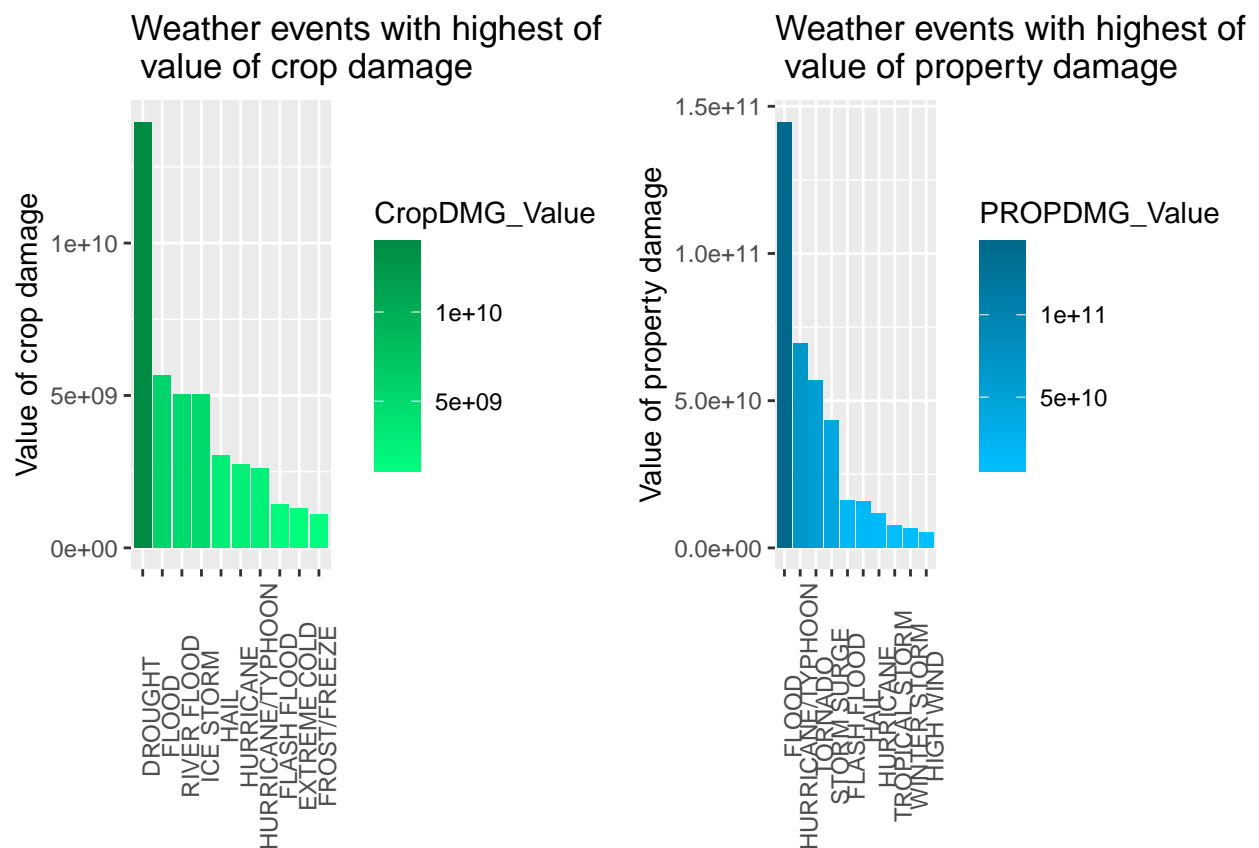 Weather events with highest of
value of crop damage
Value of crop damage
1e+10
5e+09
0e+00
DROUGHT
FLOOD
RIVER FLOOD
ICE STORM
HAIL
HURRICANE
HURRICANE/TYPHOON
FLASH FLOOD
EXTREME COLD
FROST/FREEZE
CropDMG_Value
1e+10
5e+09
Weather events with highest of
value of property damage
Value of property damage
1.5e+11
1.0e+11
5.0e+10
0.0e+00
FLOOD
HURRICANE/TYPHOON
TORNADO
STORM SURGE
FLASH FLOOD
HAIL
HURRICANE
TROPICAL STORM
WINTER STORM
HIGH WIND
PROPDMG_Value
1e+11
5e+10